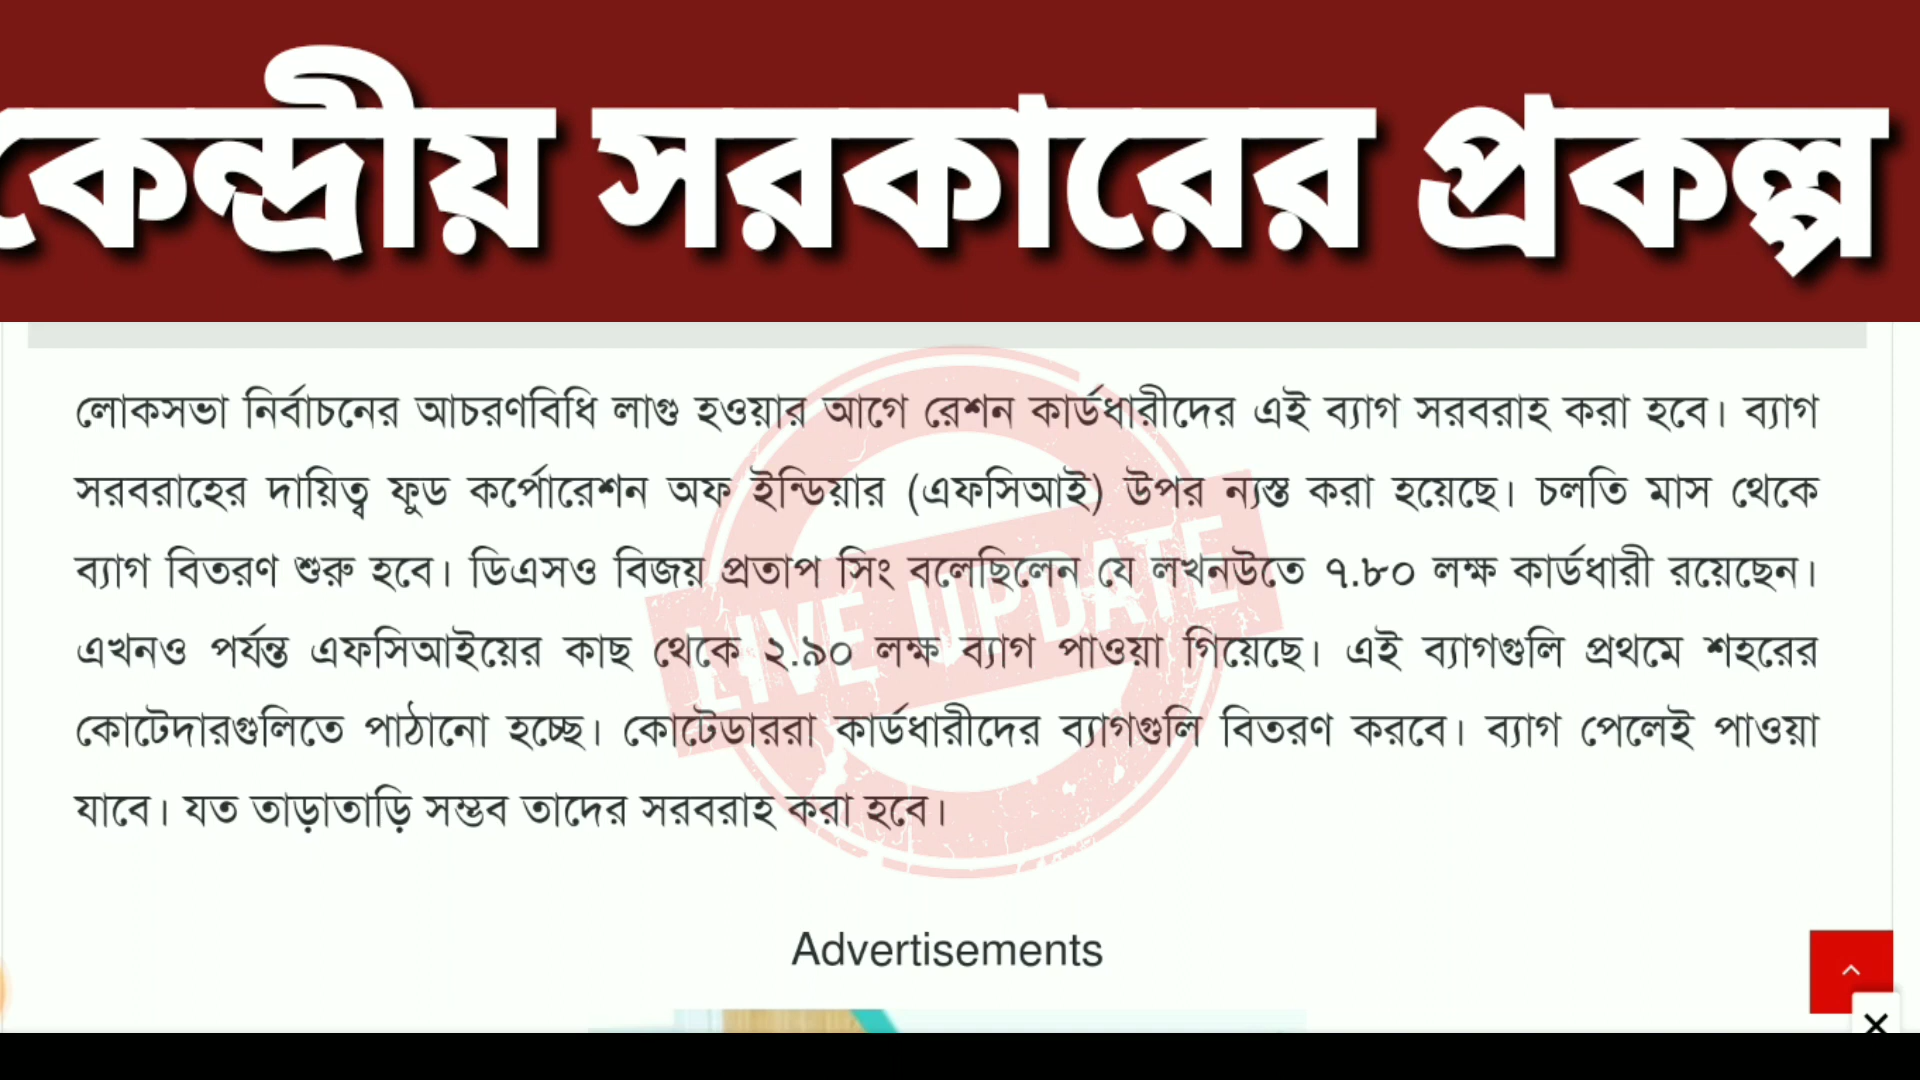 কেন্দ্রীয় সরকারের প্রকল্প
লোকসভা নির্বাচনের আচরণবিধি লাগু হওয়ার আগে রেশন কার্ডধারীদের এই ব্যাগ সরবরাহ করা হবে। ব্যাগ
সরবরাহের দায়িত্ব ফুড কর্পোরেশন অফ ইন্ডিয়ার (এফসিআই) উপর ন্যস্ত করা হয়েছে। চলতি মাস থেকে
ব্যাগ বিতরণ শুরু হবে। ডিএসও বিজয় প্রতাপ সিং বলেছিলেন যে লখনউতে ৭.৮০ লক্ষ কার্ডধারী রয়েছেন।
এখনও পর্যন্ত এফসিআইয়ের কাছ থেকে ২.৯০ লক্ষ ব্যাগ পাওয়া গিয়েছে। এই ব্যাগগুলি প্রথমে শহরের
কোটেদারগুলিতে পাঠানো হচ্ছে। কোটেডাররা কার্ডধারীদের ব্যাগগুলি বিতরণ করবে। ব্যাগ পেলেই পাওয়া
যাবে। যত তাড়াতাড়ি সম্ভব তাদের সরবরাহ করা হবে।
LIVE UPDATE
Advertisements